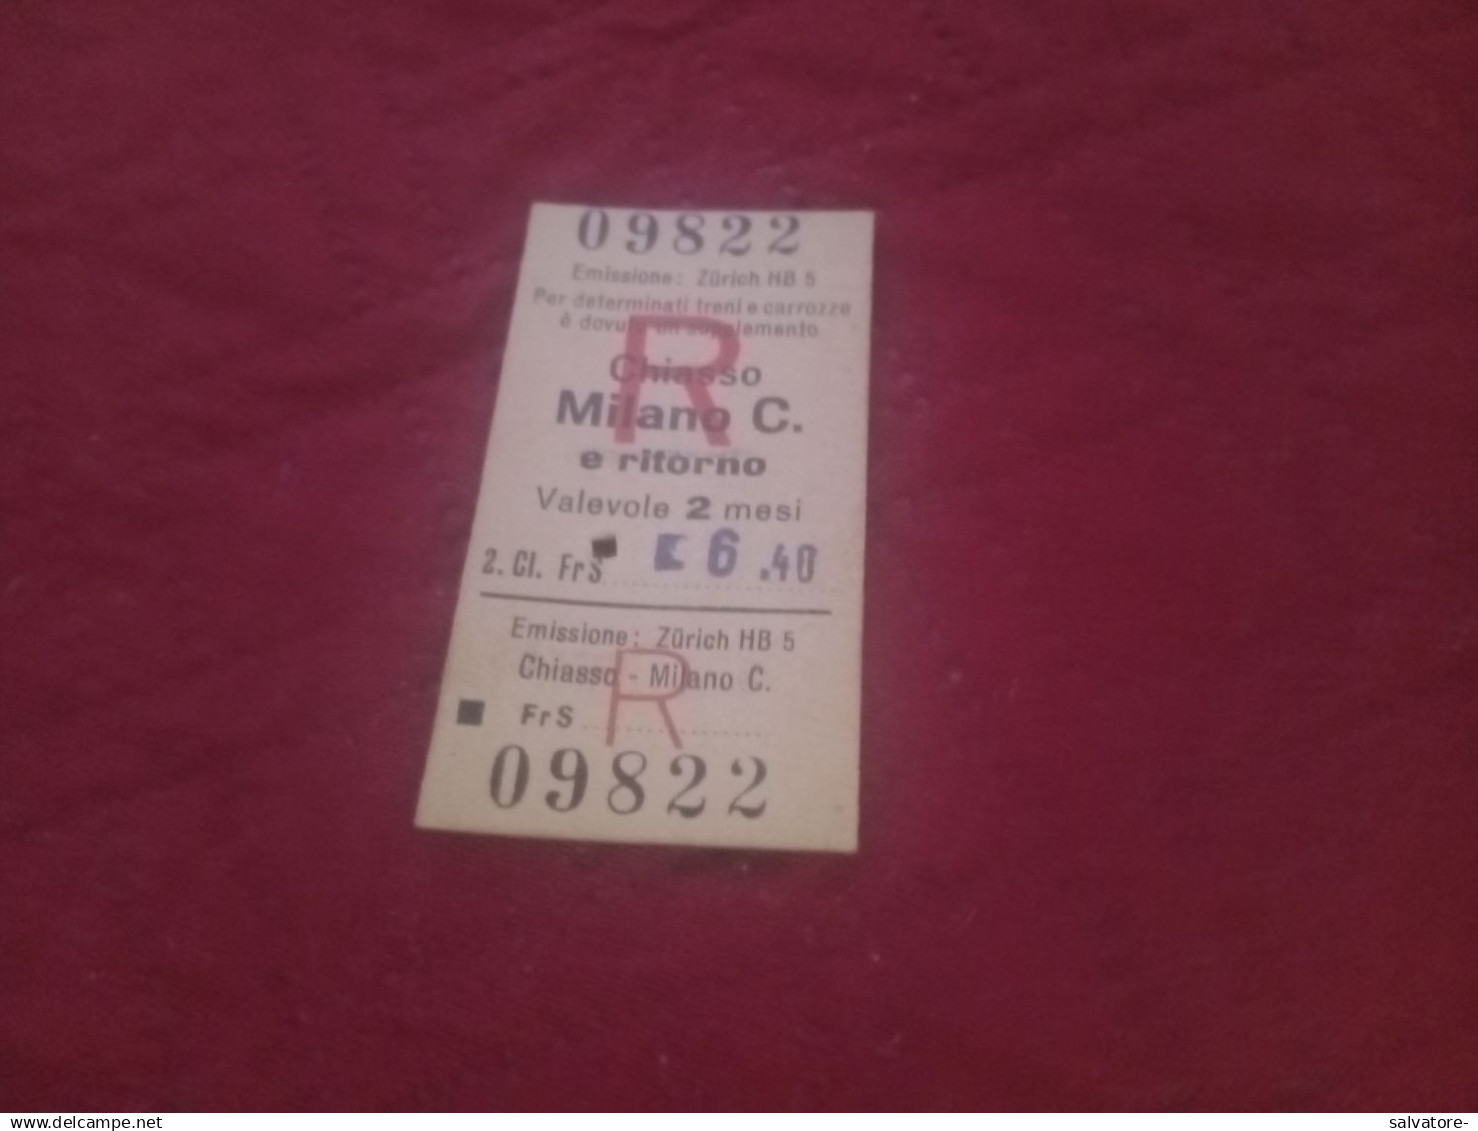 09822
Emissione: Zürich HB 5
Per determinati treni e carrozze
è dovuto un supplemento
R
Chiasso
Milano C.
e ritorno
Valevole 2 mesi
2. Cl. FrS 6.40
Emissione: Zürich HB 5
Chiasso - Milano C.
R
FrS
09822
DELCAMPE.net
salvatore-